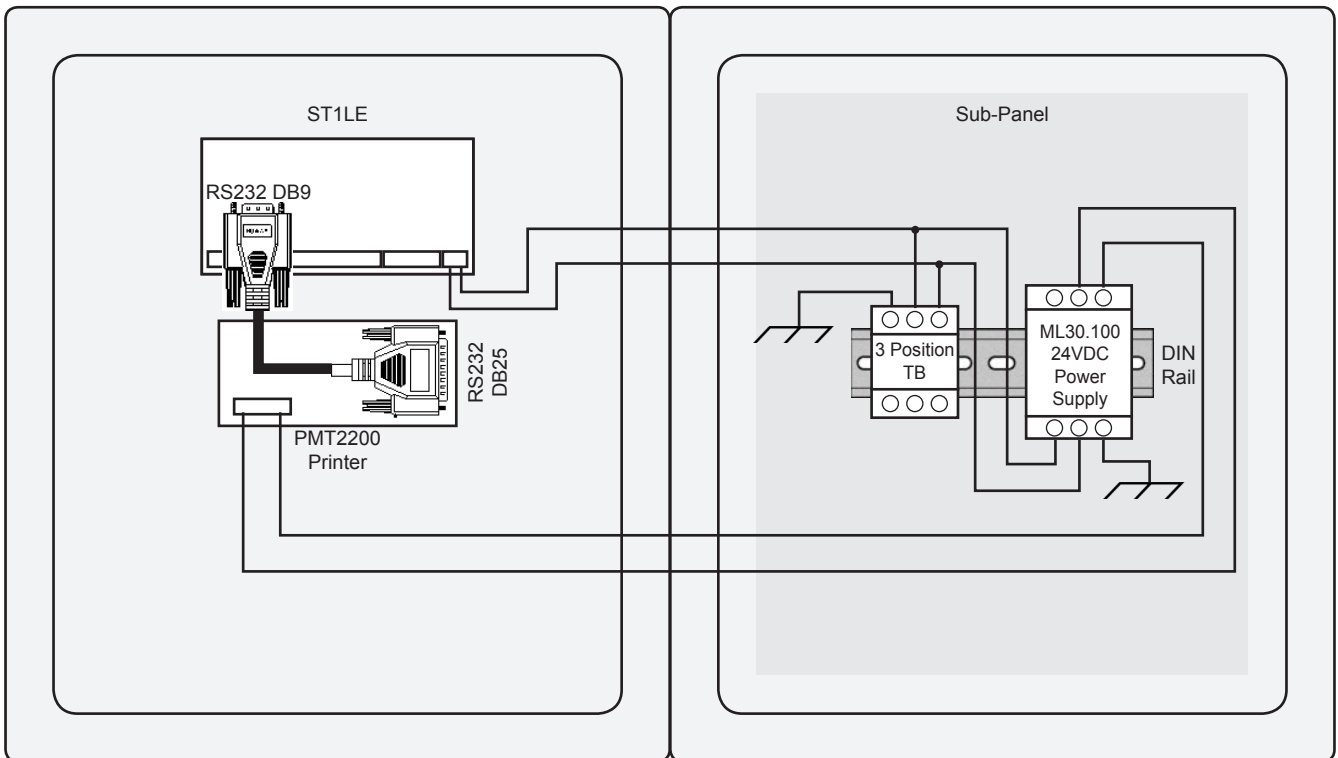 ST1LE
RS232 DB9
RS232
DB25
PMT2200
Printer
Sub-Panel
3 Position
TB
ML30.100
24VDC
Power
Supply
DIN
Rail